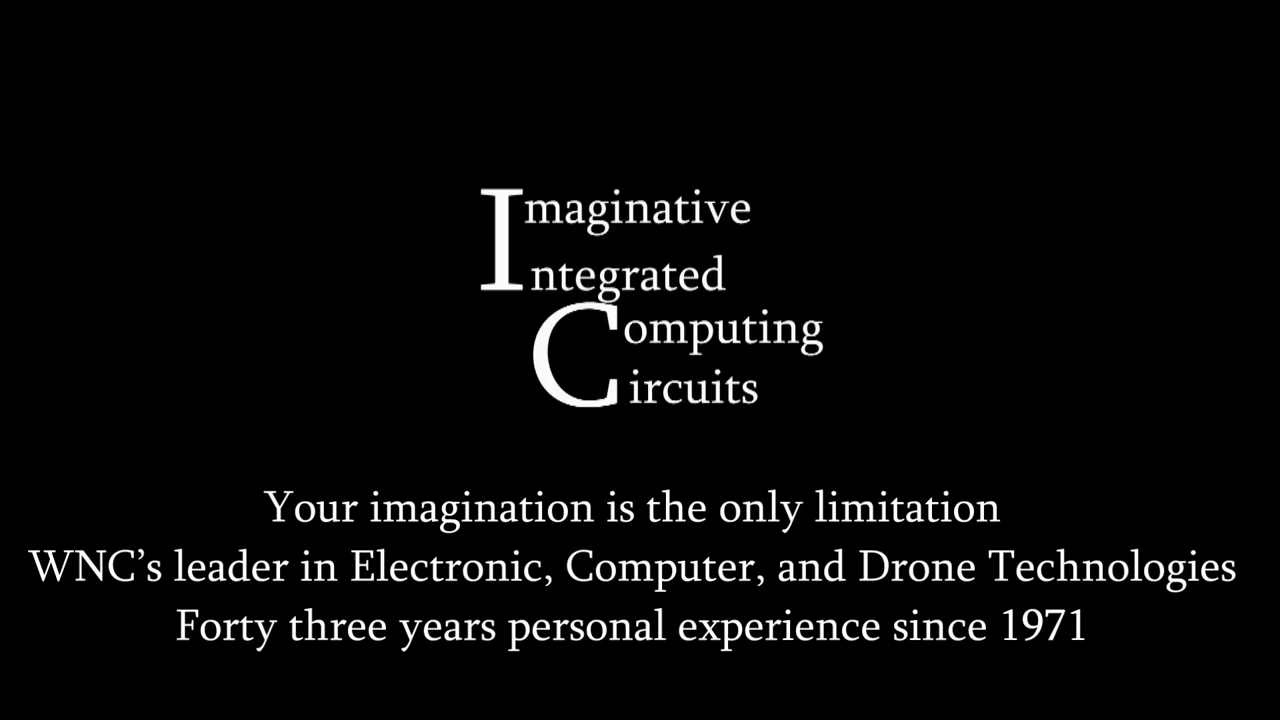 Imaginative
Integrated
Computing
Circuits
Your imagination is the only limitation
WNC’s leader in Electronic, Computer, and Drone Technologies
Forty three years personal experience since 1971